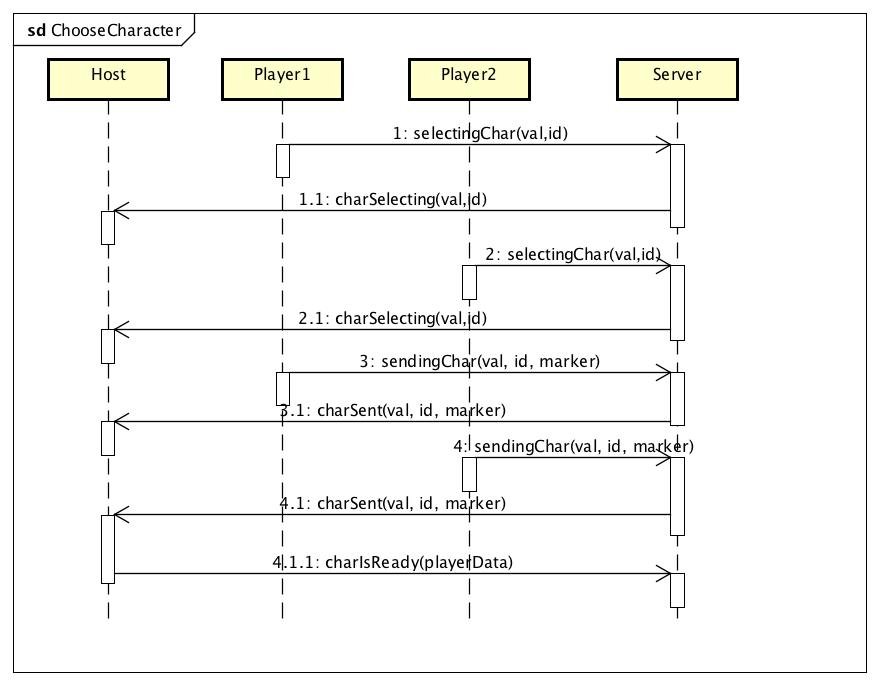 sd ChooseCharacter
Host
Player1
Player2
Server
1: selectingChar(val,id)
1.1: charSelecting(val,id)
2: selectingChar(val,id)
2.1: charSelecting(val,id)
3: sendingChar(val, id, marker)
3.1: charSent(val, id, marker)
4: sendingChar(val, id, marker)
4.1: charSent(val, id, marker)
4.1.1: charIsReady(playerData)